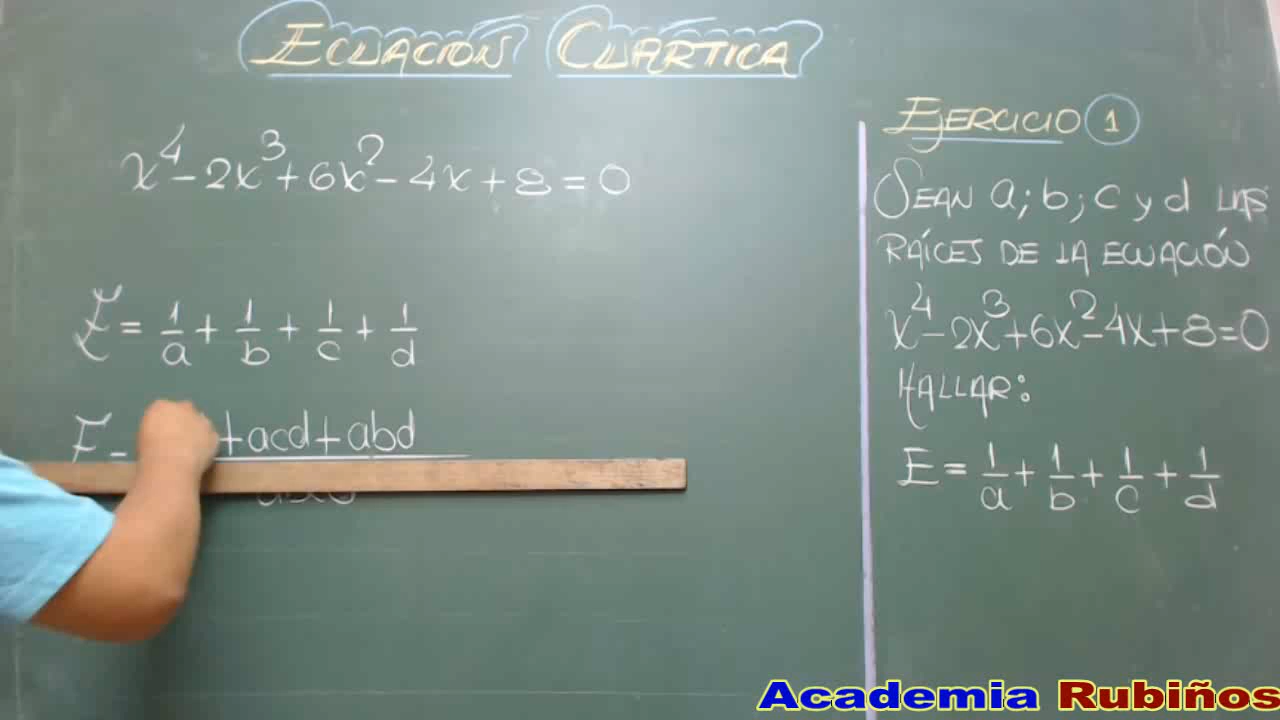 ECUACIÓN CUÁRTICA
x⁴ - 2x³ + 6x² - 4x + 8 = 0
E = 1/a + 1/b + 1/c + 1/d
E = + acd + abd
EJERCICIO 1
SEAN a; b; c y d LAS
RAÍCES DE LA ECUACIÓN
x⁴ - 2x³ + 6x² - 4x + 8 = 0
HALLAR:
E = 1/a + 1/b + 1/c + 1/d
Academia Rubiños